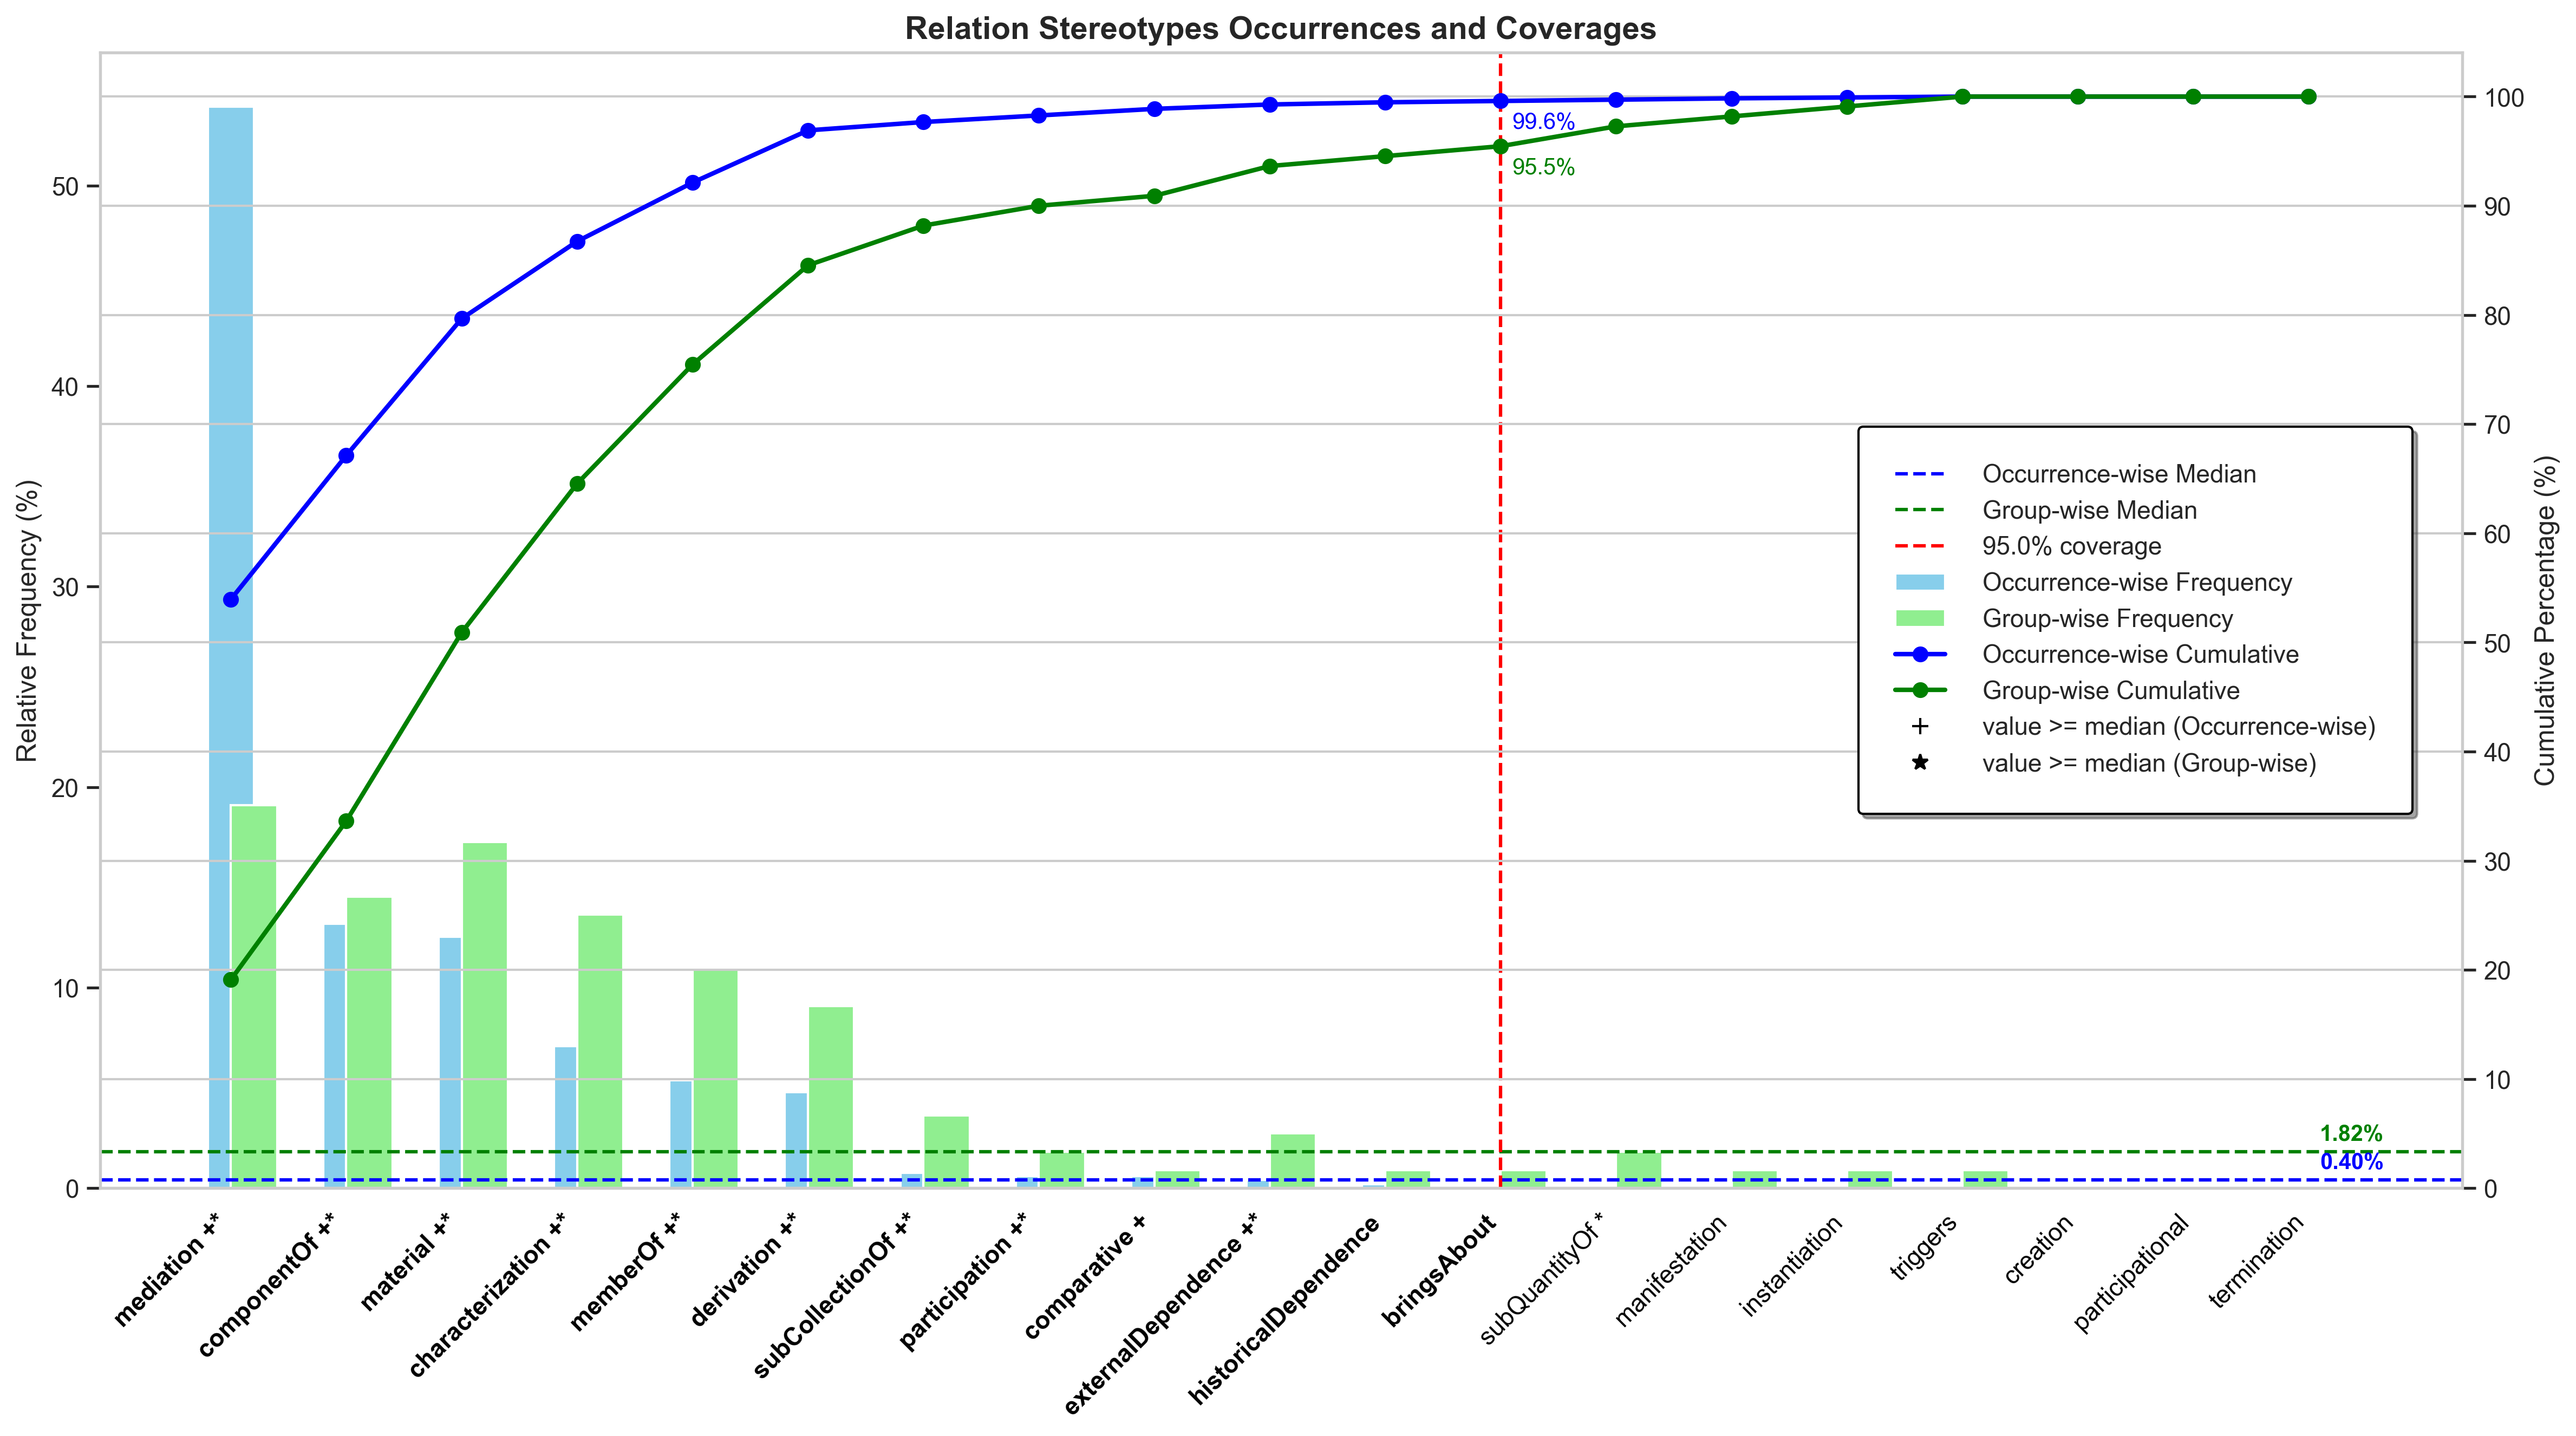 Relation Stereotypes Occurrences and Coverages
Relative Frequency (%)
50
40
30
20
10
0
100
90
80
70
60
50
40
30
20
10
0
Cumulative Percentage (%)
99.6%
95.5%
Occurrence-wise Median
Group-wise Median
95.0% coverage
Occurrence-wise Frequency
Group-wise Frequency
Occurrence-wise Cumulative
Group-wise Cumulative
value >= median (Occurrence-wise)
value >= median (Group-wise)
1.82%
0.40%
mediation +*
componentOf +*
material +*
characterization +*
memberOf +*
derivation +*
subCollectionOf +*
participation +*
comparative +
externalDependence +*
historicalDependence
bringsAbout
subQuantityOf *
manifestation
instantiation
triggers
creation
participational
termination